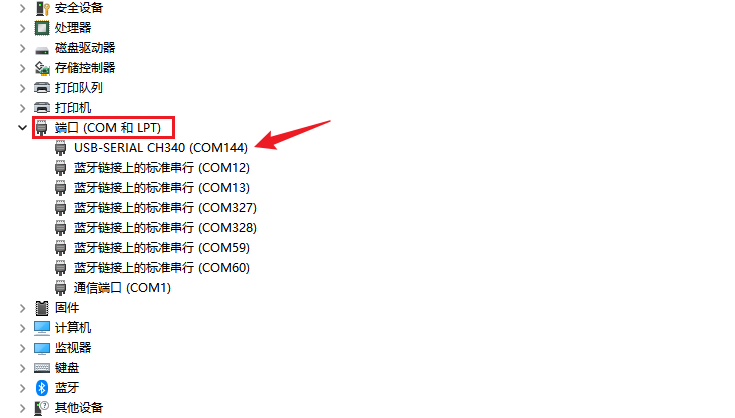 安全设备
处理器
磁盘驱动器
存储控制器
打印队列
打印机
端口 (COM 和 LPT)
USB-SERIAL CH340 (COM144)
蓝牙链接上的标准串行 (COM12)
蓝牙链接上的标准串行 (COM13)
蓝牙链接上的标准串行 (COM327)
蓝牙链接上的标准串行 (COM328)
蓝牙链接上的标准串行 (COM59)
蓝牙链接上的标准串行 (COM60)
通信端口 (COM1)
固件
计算机
监视器
键盘
蓝牙
其他设备